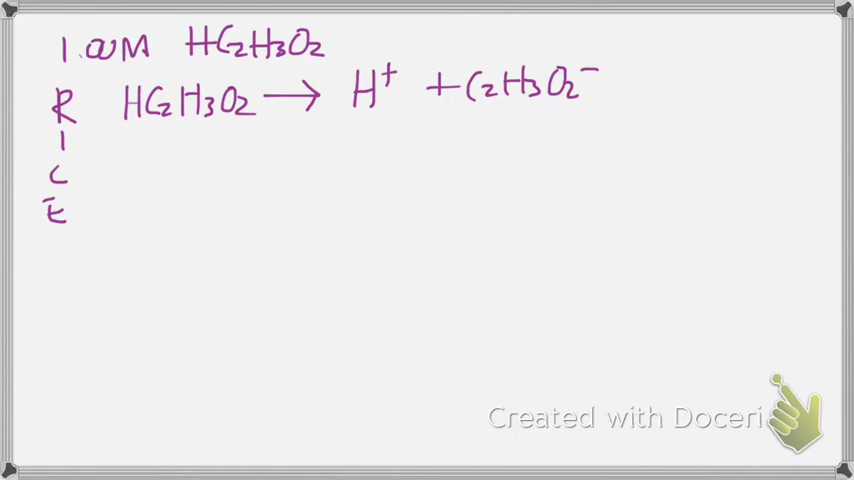 1.00M HC2H3O2
R HC2H3O2 → H+ + C2H3O2−
I
C
E
Created with Doceri